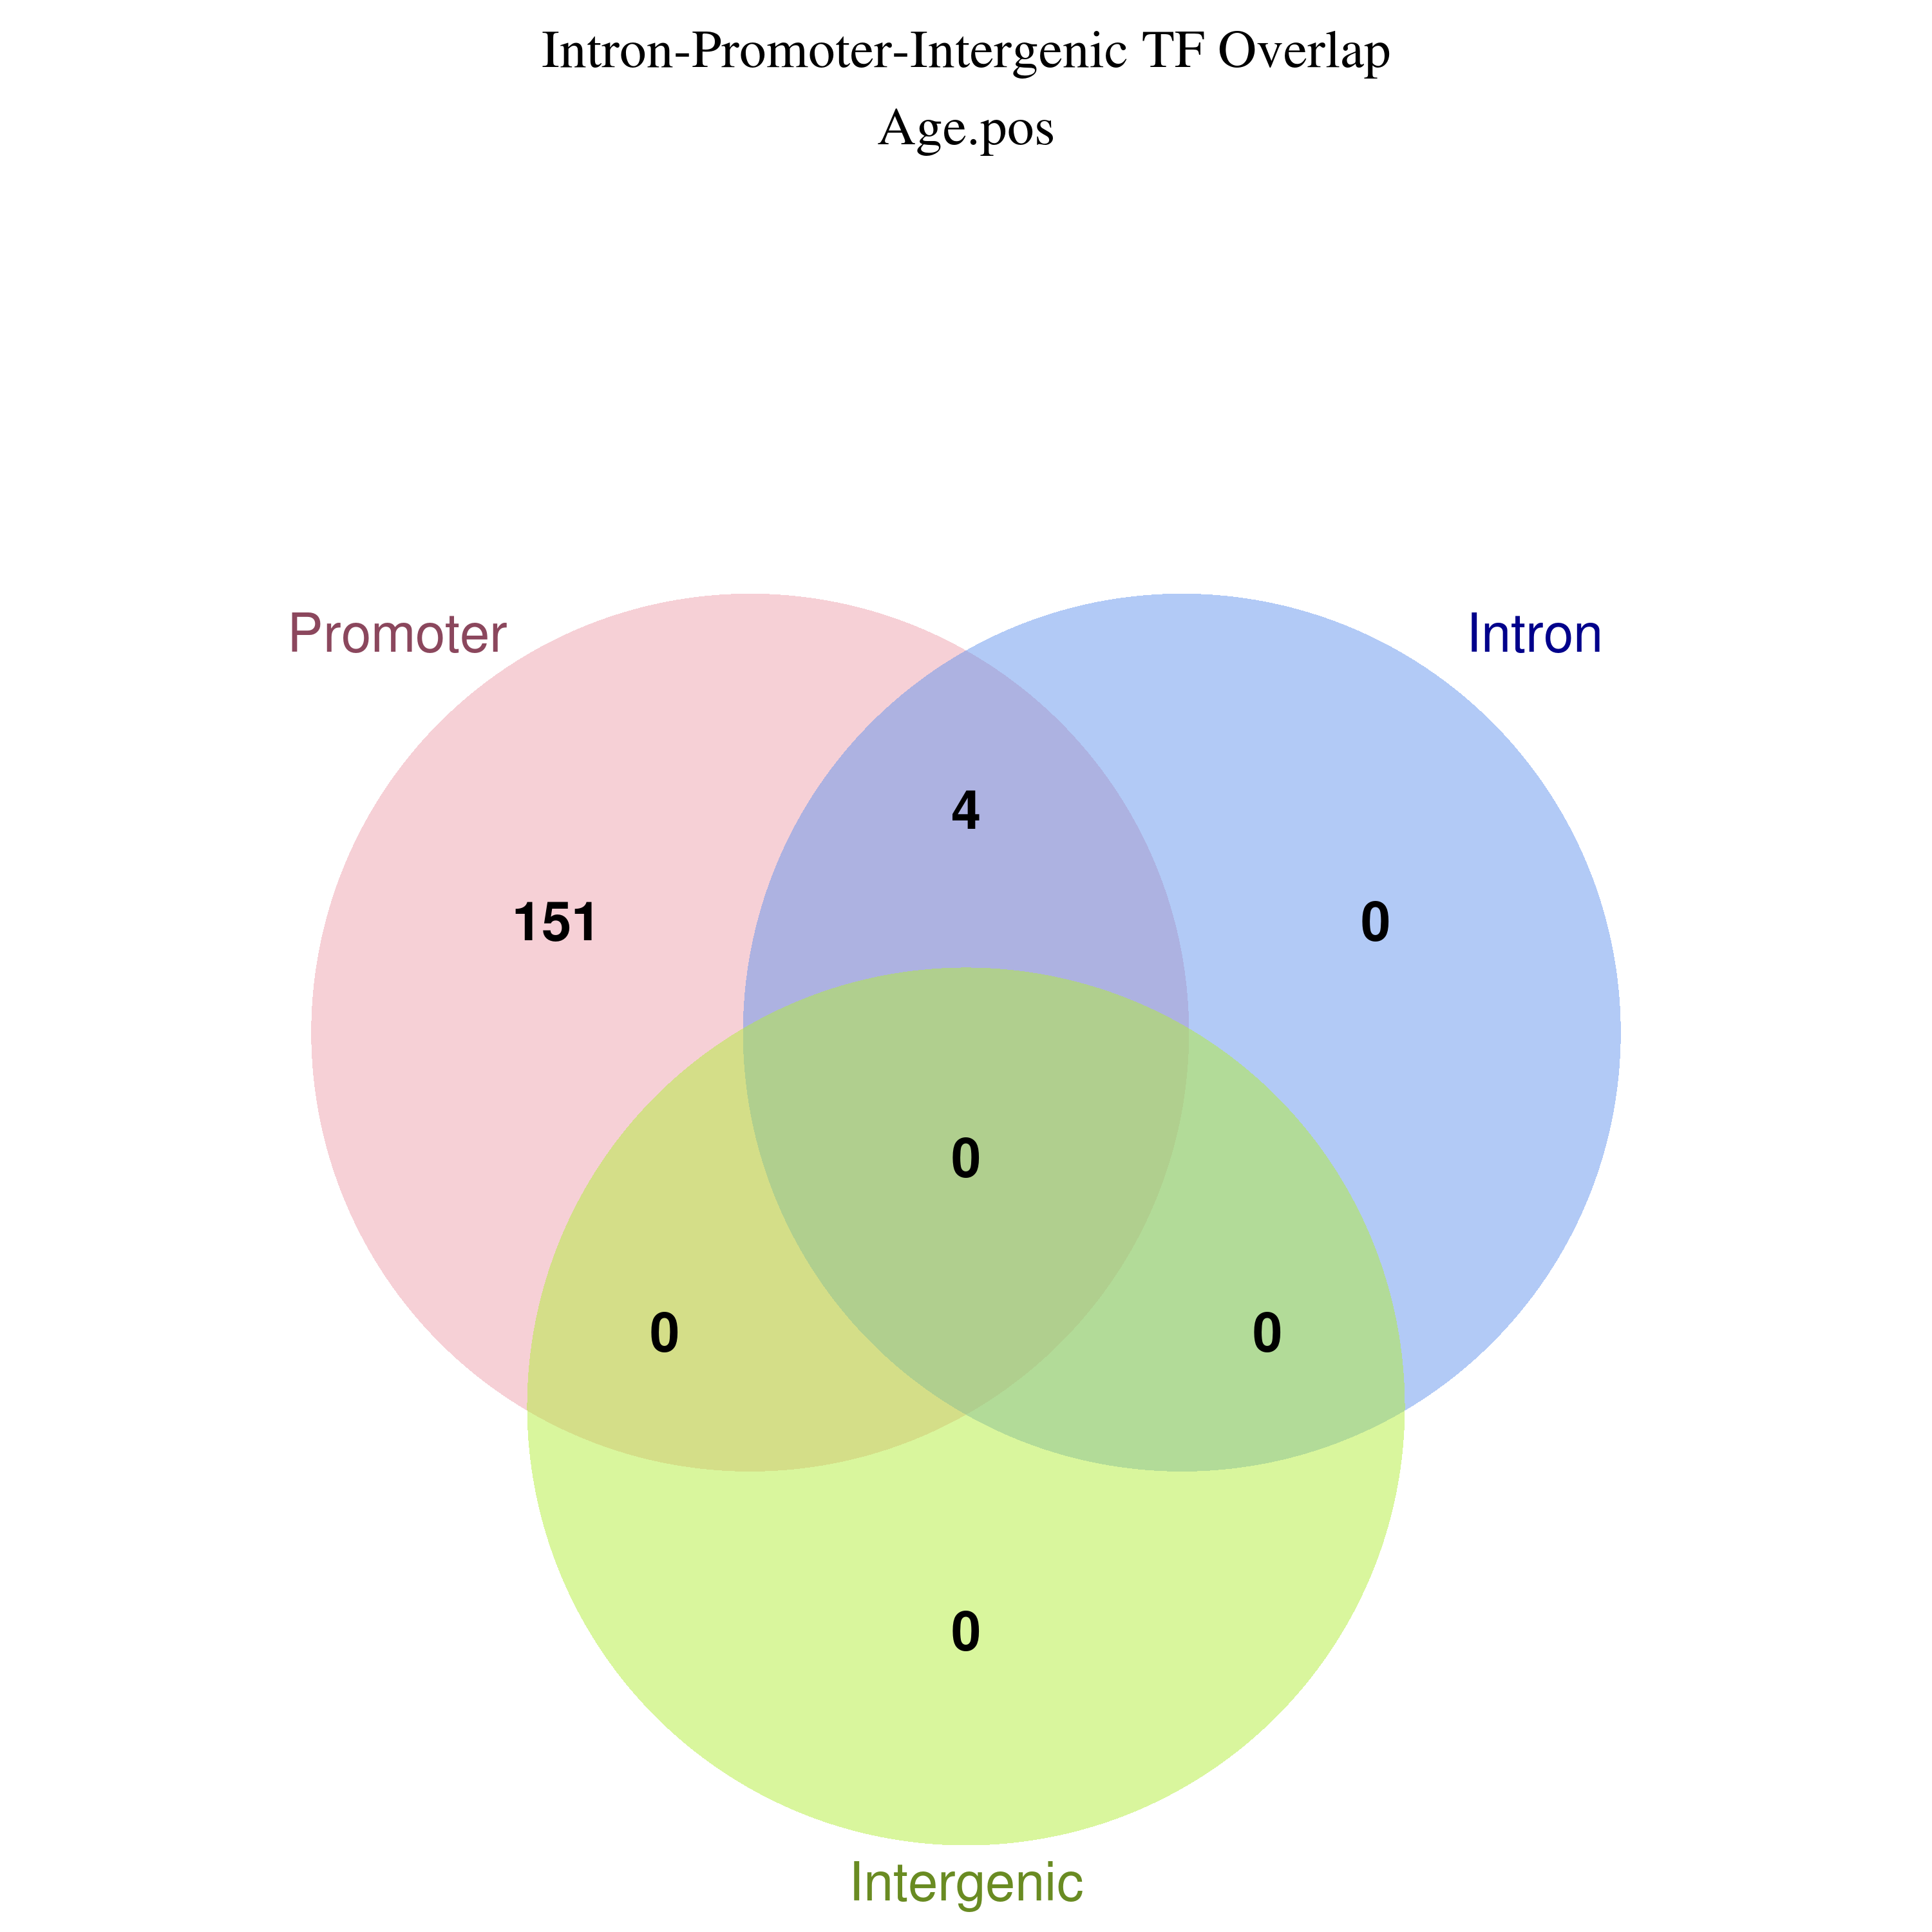 Intron-Promoter-Intergenic TF Overlap
Age.pos
Promoter
Intron
4
151
0
0
0
0
0
Intergenic